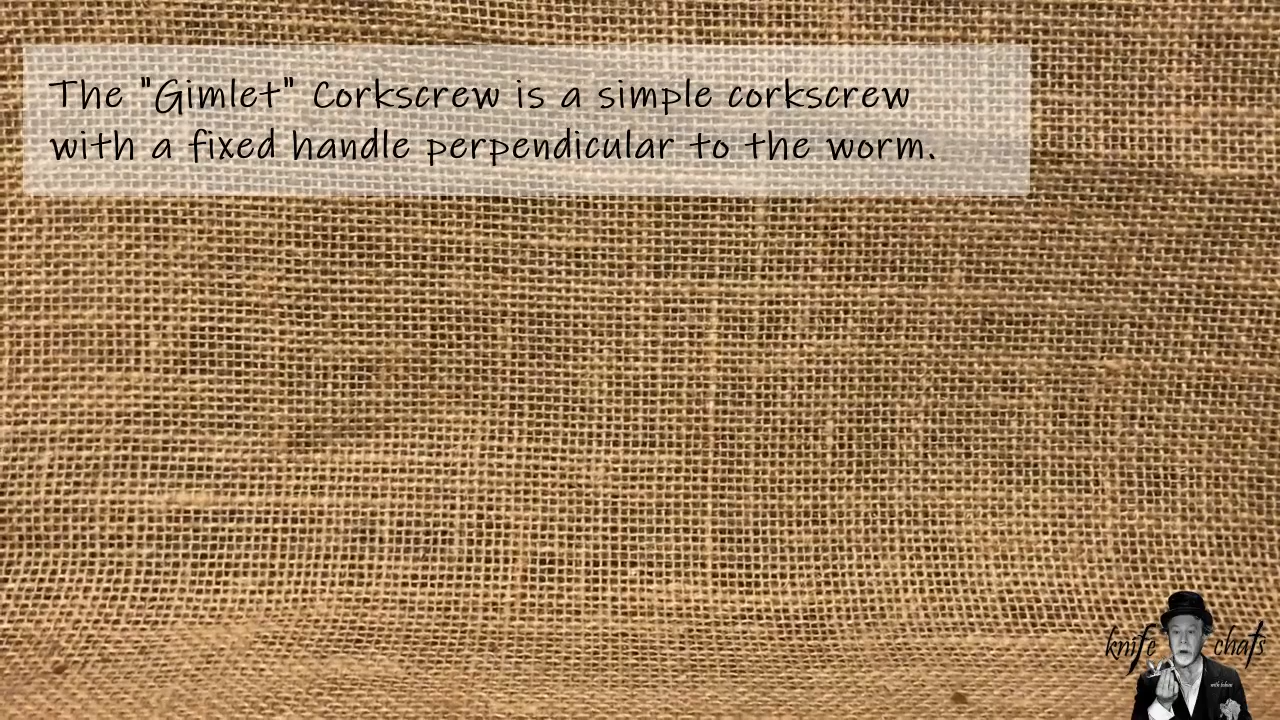 The "Gimlet" Corkscrew is a simple corkscrew
with a fixed handle perpendicular to the worm.
knife chats